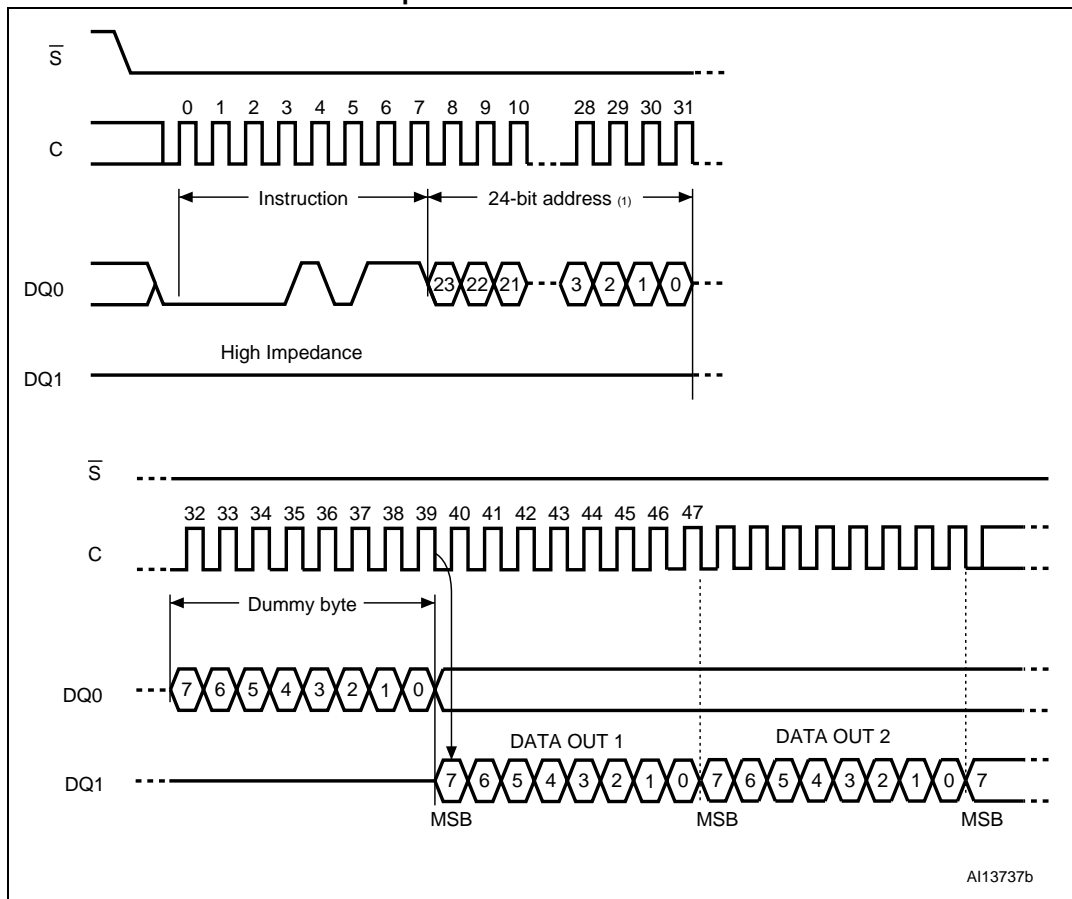 S
0 1 2 3 4 5 6 7 8 9 10 28 29 30 31
C
Instruction 24-bit address (1)
DQ0 23 22 21 3 2 1 0
High Impedance
DQ1
S
32 33 34 35 36 37 38 39 40 41 42 43 44 45 46 47
C
Dummy byte
DQ0 7 6 5 4 3 2 1 0
DATA OUT 1 DATA OUT 2
DQ1 7 6 5 4 3 2 1 0 7 6 5 4 3 2 1 0 7
MSB MSB MSB
AI13737b